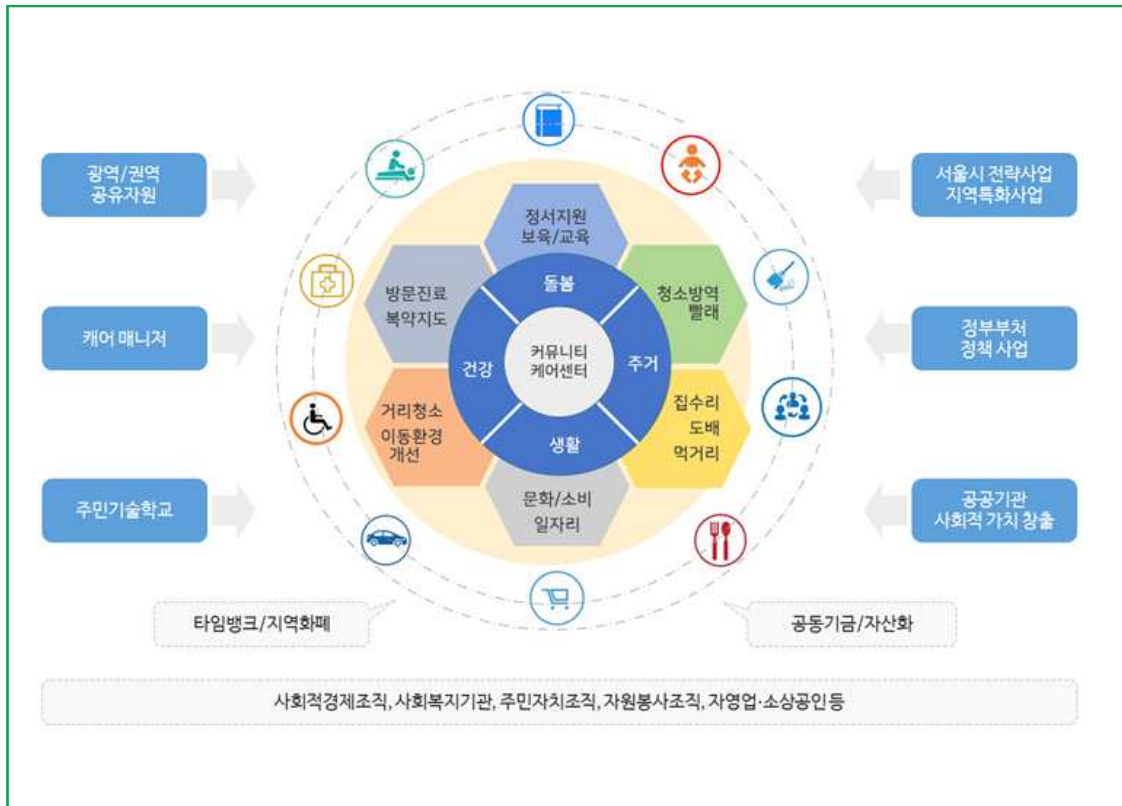 광역/권역
공유자원
캐어 매니저
주민기술학교
정서지원
보육/교육
방문진료
복약지도
청소방역
빨래
돌봄
건강
커뮤니티
케어센터
주거
생활
거리청소
이동환경
개선
집수리
도배
먹거리
문화/소비
일자리
서울시 전략사업
지역특화사업
정부부처
정책 사업
공공기관
사회적 가치 창출
타임뱅크/지역화폐
공동기금/자산화
사회적경제조직, 사회복지기관, 주민자치조직, 자원봉사조직, 자영업·소상공인 등